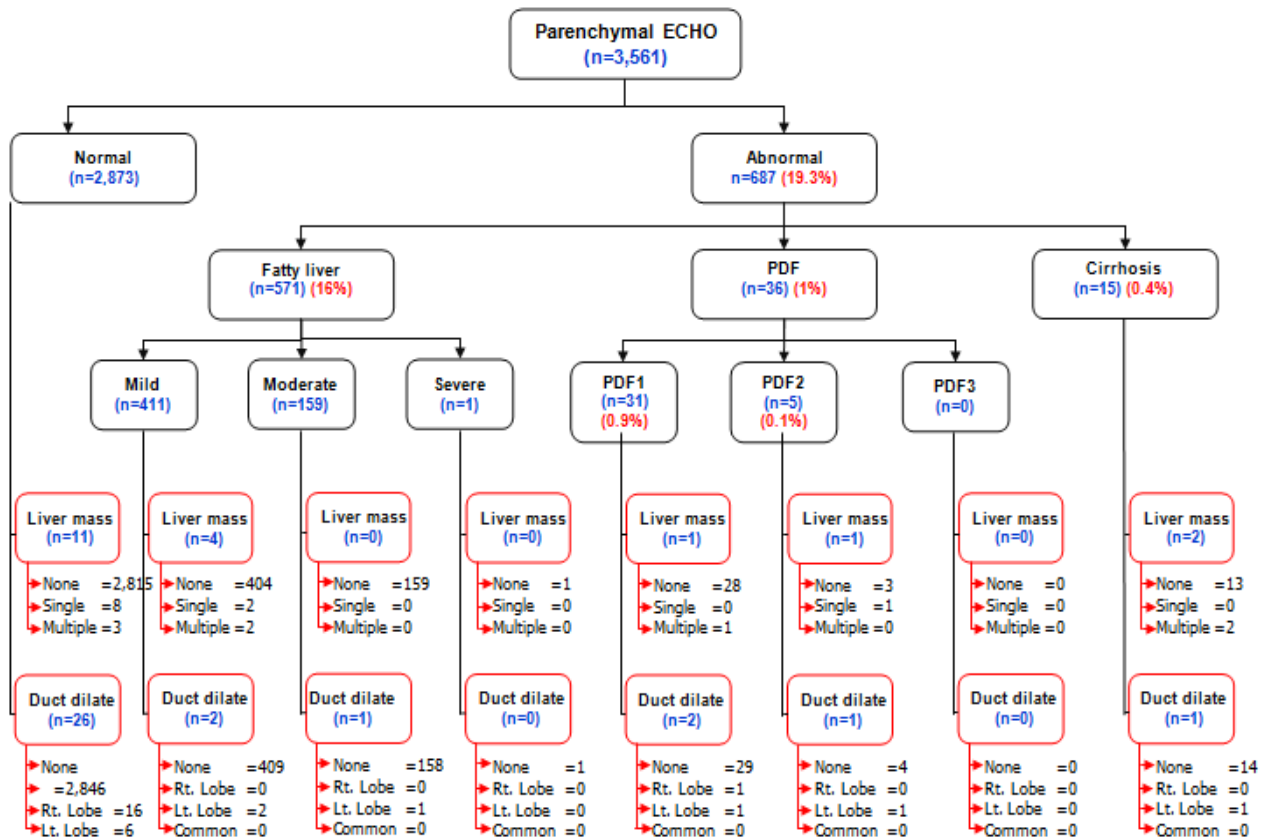 Parenchymal ECHO
(n=3,561)
Normal
(n=2,873)
Abnormal
n=687 (19.3%)
Fatty liver
(n=571) (16%)
PDF
(n=36) (1%)
Cirrhosis
(n=15) (0.4%)
Mild
(n=411)
Moderate
(n=159)
Severe
(n=1)
PDF1
(n=31)
(0.9%)
PDF2
(n=5)
(0.1%)
PDF3
(n=0)
Liver mass
(n=11)
None =2,815
Single =8
Multiple =3
Liver mass
(n=4)
None =404
Single =2
Multiple =2
Liver mass
(n=0)
None =159
Single =0
Multiple =0
Liver mass
(n=0)
None =1
Single =0
Multiple =0
Liver mass
(n=1)
None =28
Single =0
Multiple =1
Liver mass
(n=1)
None =3
Single =1
Multiple =0
Liver mass
(n=0)
None =0
Single =0
Multiple =0
Liver mass
(n=2)
None =13
Single =0
Multiple =2
Duct dilate
(n=26)
None
=2,846
Rt. Lobe =16
Lt. Lobe =6
Duct dilate
(n=2)
None =409
Rt. Lobe =0
Lt. Lobe =2
Common =0
Duct dilate
(n=1)
None =158
Rt. Lobe =0
Lt. Lobe =1
Common =0
Duct dilate
(n=0)
None =1
Rt. Lobe =0
Lt. Lobe =0
Common =0
Duct dilate
(n=2)
None =29
Rt. Lobe =1
Lt. Lobe =1
Common =0
Duct dilate
(n=1)
None =4
Rt. Lobe =0
Lt. Lobe =1
Common =0
Duct dilate
(n=0)
None =0
Rt. Lobe =0
Lt. Lobe =0
Common =0
Duct dilate
(n=1)
None =14
Rt. Lobe =0
Lt. Lobe =1
Common =0